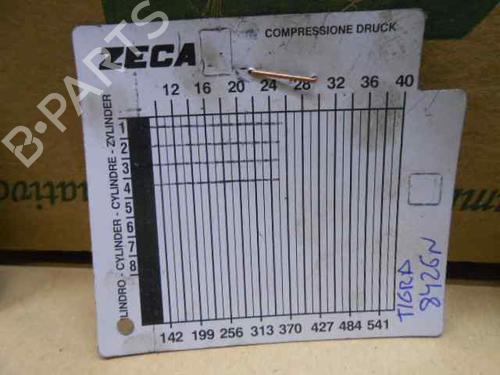 COMPRESSIONE DRUCK
ZECA
12 16 20 24 28 32 36 40
LINDRO - CYLINDER - CYLINDRE - ZYLINDER
1
2
3
4
5
6
7
8
142 199 256 313 370 427 484 541
T/GRD
8426N
B-PARTS